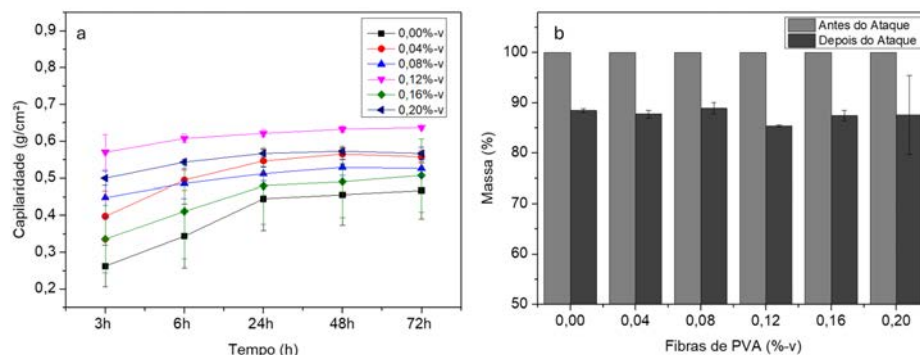 a
0,00%-v
0,04%-v
0,08%-v
0,12%-v
0,16%-v
0,20%-v
Capilaridade (g/cm²)
0,9
0,8
0,7
0,6
0,5
0,4
0,3
0,2
3h
6h
24h
48h
72h
Tempo (h)
b
Antes do Ataque
Depois do Ataque
Massa (%)
100
90
80
70
60
50
0,00
0,04
0,08
0,12
0,16
0,20
Fibras de PVA (%-v)